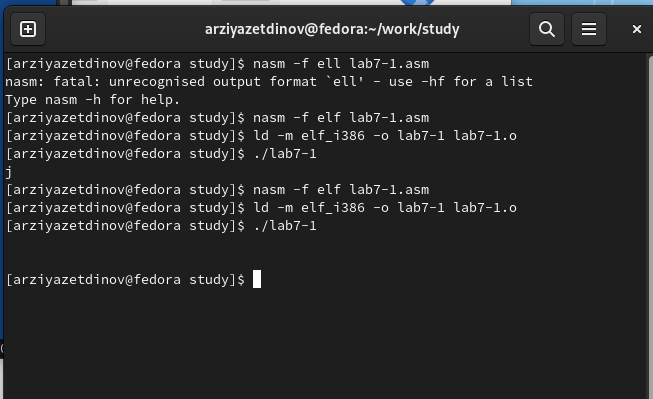 arziyazetdinov@fedora:~/work/study
[arziyazetdinov@fedora study]$ nasm -f ell lab7-1.asm
nasm: fatal: unrecognised output format `ell' - use -hf for a list
Type nasm -h for help.
[arziyazetdinov@fedora study]$ nasm -f elf lab7-1.asm
[arziyazetdinov@fedora study]$ ld -m elf_i386 -o lab7-1 lab7-1.o
[arziyazetdinov@fedora study]$ ./lab7-1
j
[arziyazetdinov@fedora study]$ nasm -f elf lab7-1.asm
[arziyazetdinov@fedora study]$ ld -m elf_i386 -o lab7-1 lab7-1.o
[arziyazetdinov@fedora study]$ ./lab7-1
[arziyazetdinov@fedora study]$